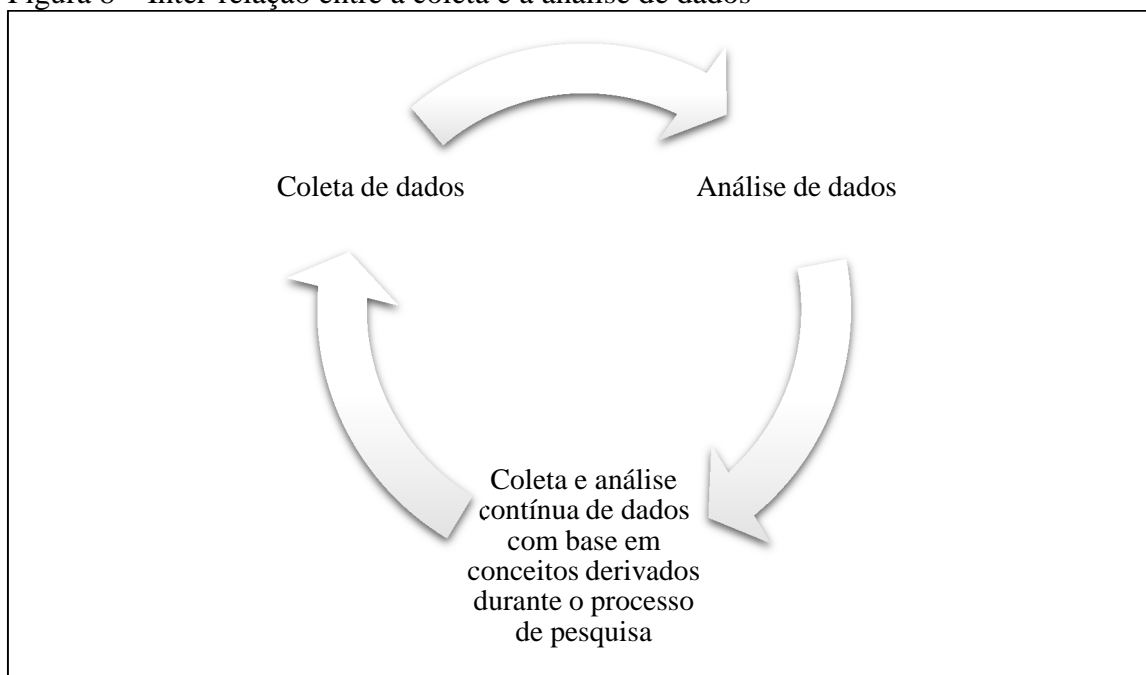 Figura 8 – Inter-relação entre a coleta e a análise de dados
Coleta de dados
Análise de dados
Coleta e análise
contínua de dados
com base em
conceitos derivados
durante o processo
de pesquisa